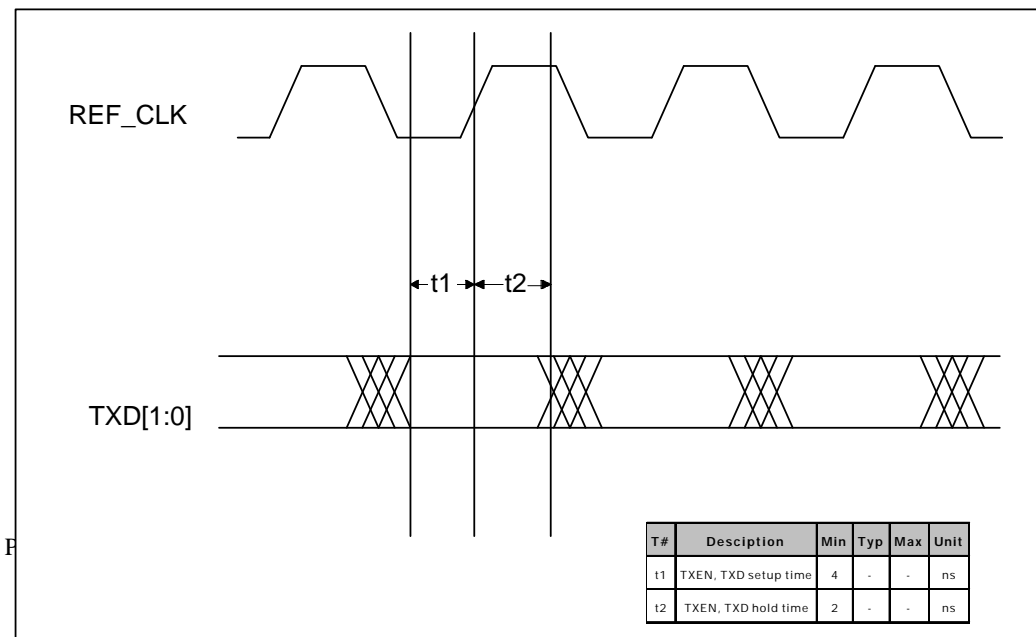 REF_CLK
t1 t2
TXD[1:0]
P
T# Desciption Min Typ Max Unit
t1 TXEN, TXD setup time 4 - - ns
t2 TXEN, TXD hold time 2 - - ns